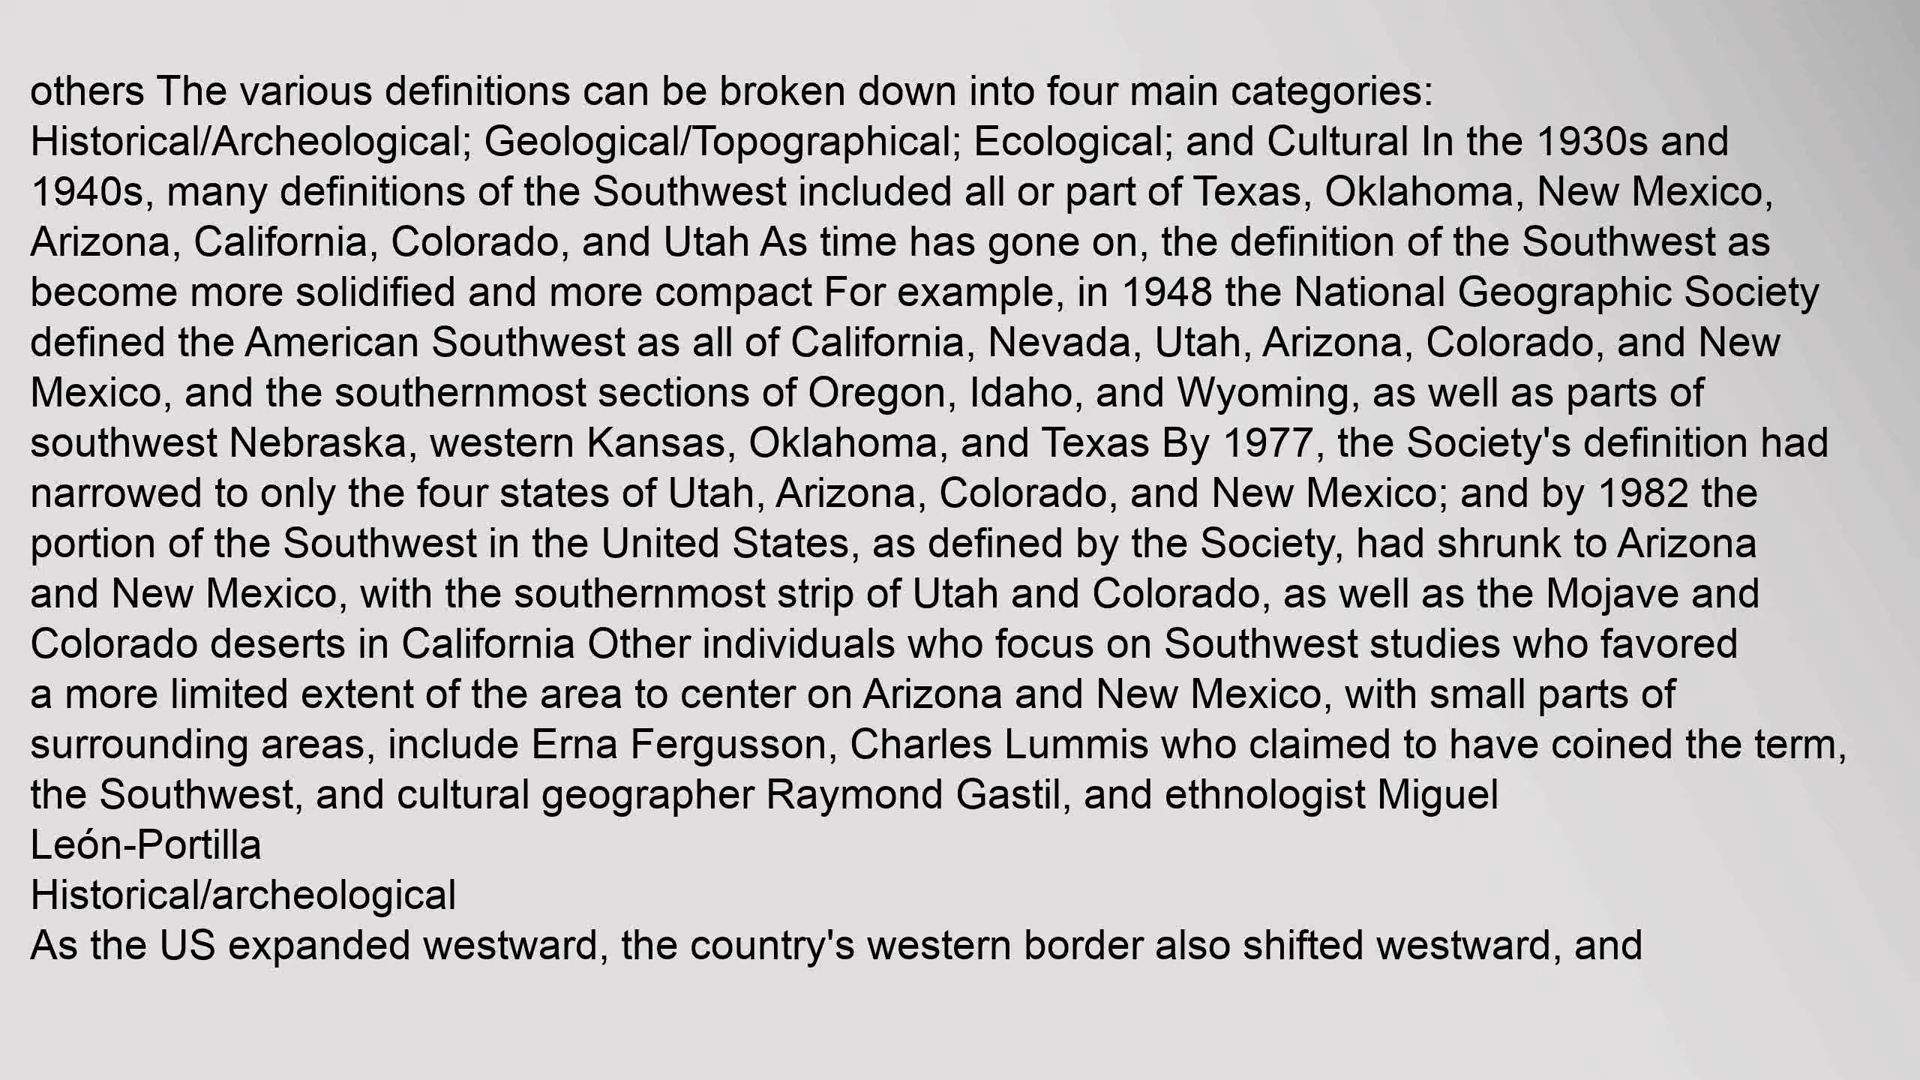 others The various definitions can be broken down into four main categories:
Historical/Archeological; Geological/Topographical; Ecological; and Cultural In the 1930s and
1940s, many definitions of the Southwest included all or part of Texas, Oklahoma, New Mexico,
Arizona, California, Colorado, and Utah As time has gone on, the definition of the Southwest as
become more solidified and more compact For example, in 1948 the National Geographic Society
defined the American Southwest as all of California, Nevada, Utah, Arizona, Colorado, and New
Mexico, and the southernmost sections of Oregon, Idaho, and Wyoming, as well as parts of
southwest Nebraska, western Kansas, Oklahoma, and Texas By 1977, the Society's definition had
narrowed to only the four states of Utah, Arizona, Colorado, and New Mexico; and by 1982 the
portion of the Southwest in the United States, as defined by the Society, had shrunk to Arizona
and New Mexico, with the southernmost strip of Utah and Colorado, as well as the Mojave and
Colorado deserts in California Other individuals who focus on Southwest studies who favored
a more limited extent of the area to center on Arizona and New Mexico, with small parts of
surrounding areas, include Erna Fergusson, Charles Lummis who claimed to have coined the term,
the Southwest, and cultural geographer Raymond Gastil, and ethnologist Miguel
León-Portilla
Historical/archeological
As the US expanded westward, the country's western border also shifted westward, and